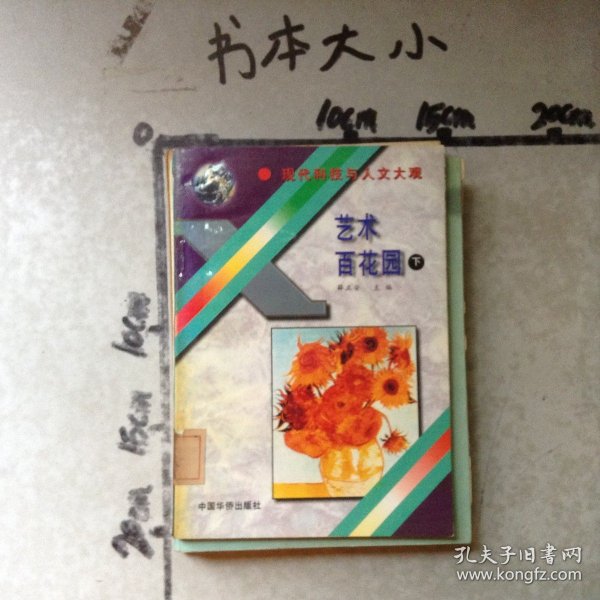 书本大小
10cm
15cm
20cm
0
现代科技与人文大观
艺术
百花园 下
主编
10cm
15cm
20cm
中国华侨出版社
孔夫子旧书网
www.kongfz.com